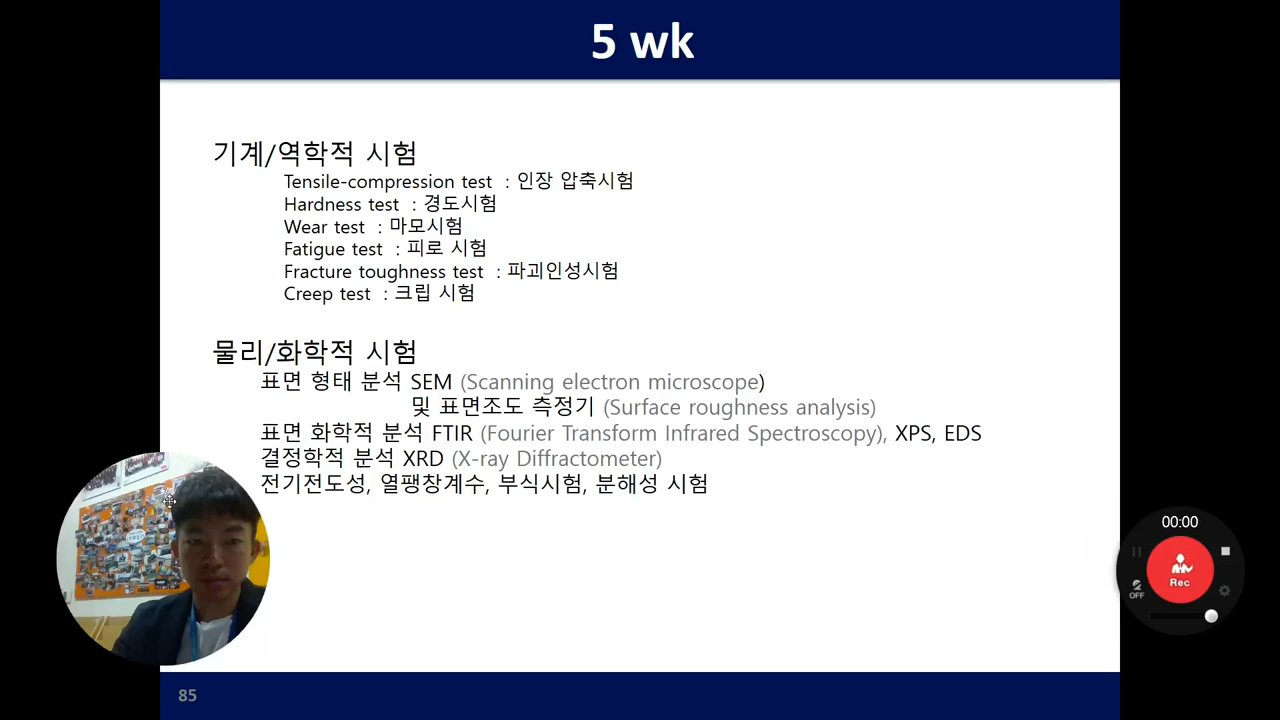 5 wk
기계/역학적 시험
Tensile-compression test : 인장 압축시험
Hardness test : 경도시험
Wear test : 마모시험
Fatigue test : 피로 시험
Fracture toughness test : 파괴인성시험
Creep test : 크립 시험
물리/화학적 시험
표면 형태 분석 SEM (Scanning electron microscope)
및 표면조도 측정기 (Surface roughness analysis)
표면 화학적 분석 FTIR (Fourier Transform Infrared Spectroscopy), XPS, EDS
결정학적 분석 XRD (X-ray Diffractometer)
전기전도성, 열팽창계수, 부식시험, 분해성 시험
00:00
Rec
OFF
85